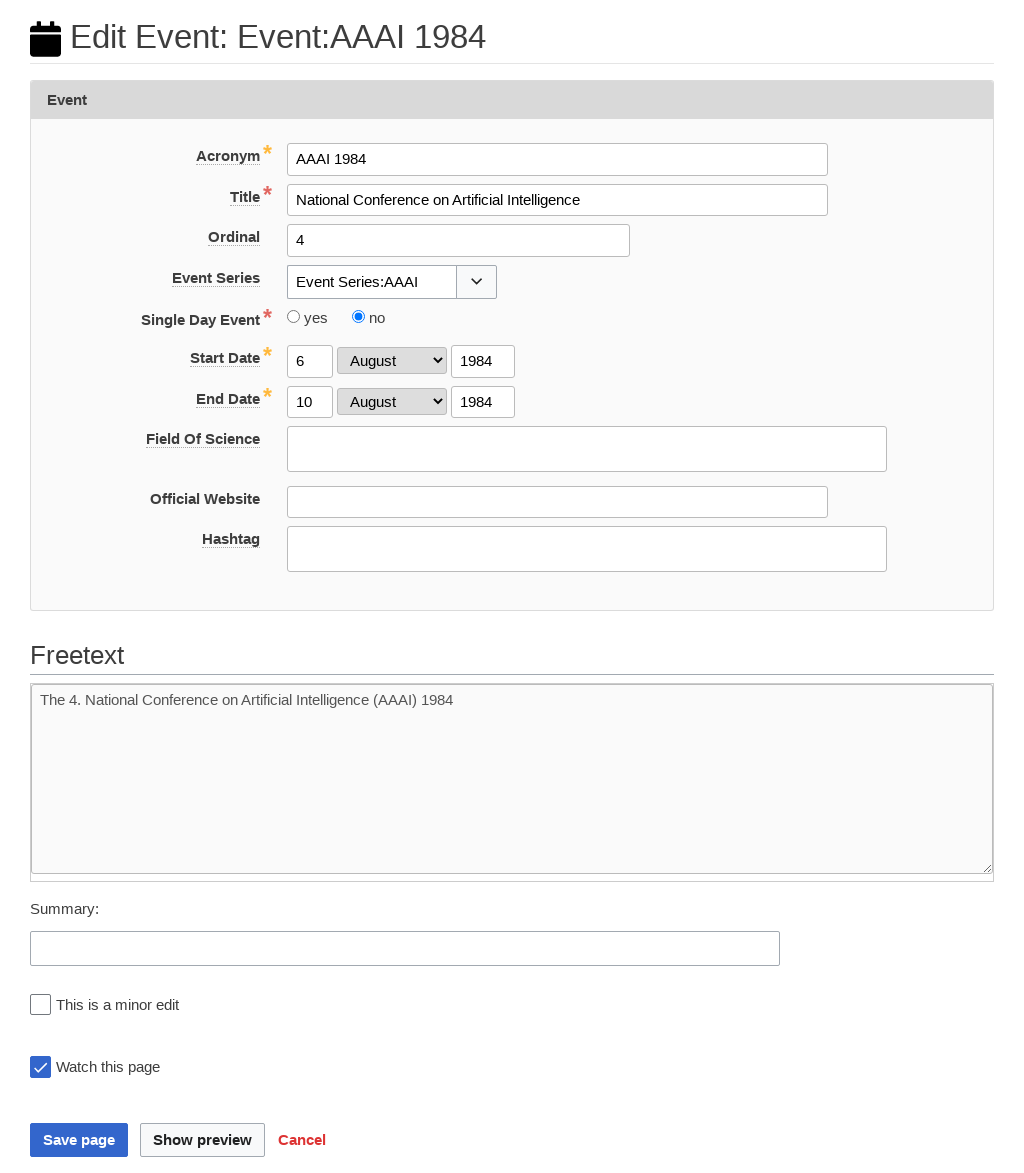 Edit Event: Event:AAAI 1984
Event
Acronym * AAAI 1984
Title * National Conference on Artificial Intelligence
Ordinal 4
Event Series Event Series:AAAI
Single Day Event * yes no
Start Date * 6 August 1984
End Date * 10 August 1984
Field Of Science
Official Website
Hashtag
Freetext
The 4. National Conference on Artificial Intelligence (AAAI) 1984
Summary:
This is a minor edit
Watch this page
Save page Show preview Cancel